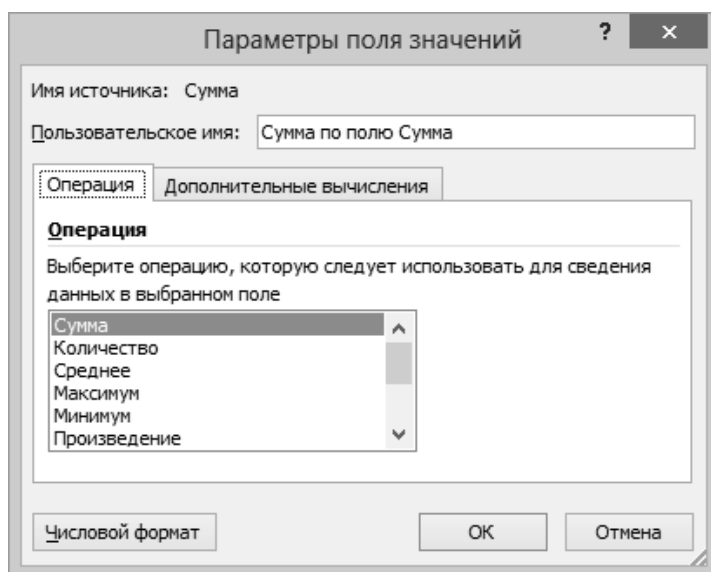 Параметры поля значений
? ×
Имя источника: Сумма
Пользовательское имя: Сумма по полю Сумма
Операция Дополнительные вычисления
Операция
Выберите операцию, которую следует использовать для сведения
данных в выбранном поле
Сумма
Количество
Среднее
Максимум
Минимум
Произведение
Числовой формат ОК Отмена